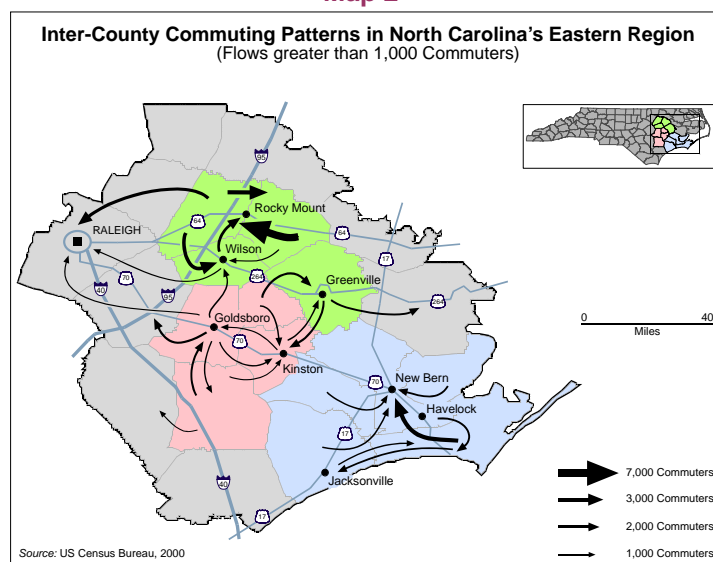 Inter-County Commuting Patterns in North Carolina's Eastern Region
(Flows greater than 1,000 Commuters)
95
Rocky Mount
64
RALEIGH
64
Wilson
17
70
264
Greenville
40
95
264
Goldsboro
0 40
Miles
70
Kinston
70
New Bern
Havelock
17
7,000 Commuters
40
Jacksonville
3,000 Commuters
17
2,000 Commuters
1,000 Commuters
Source: US Census Bureau, 2000